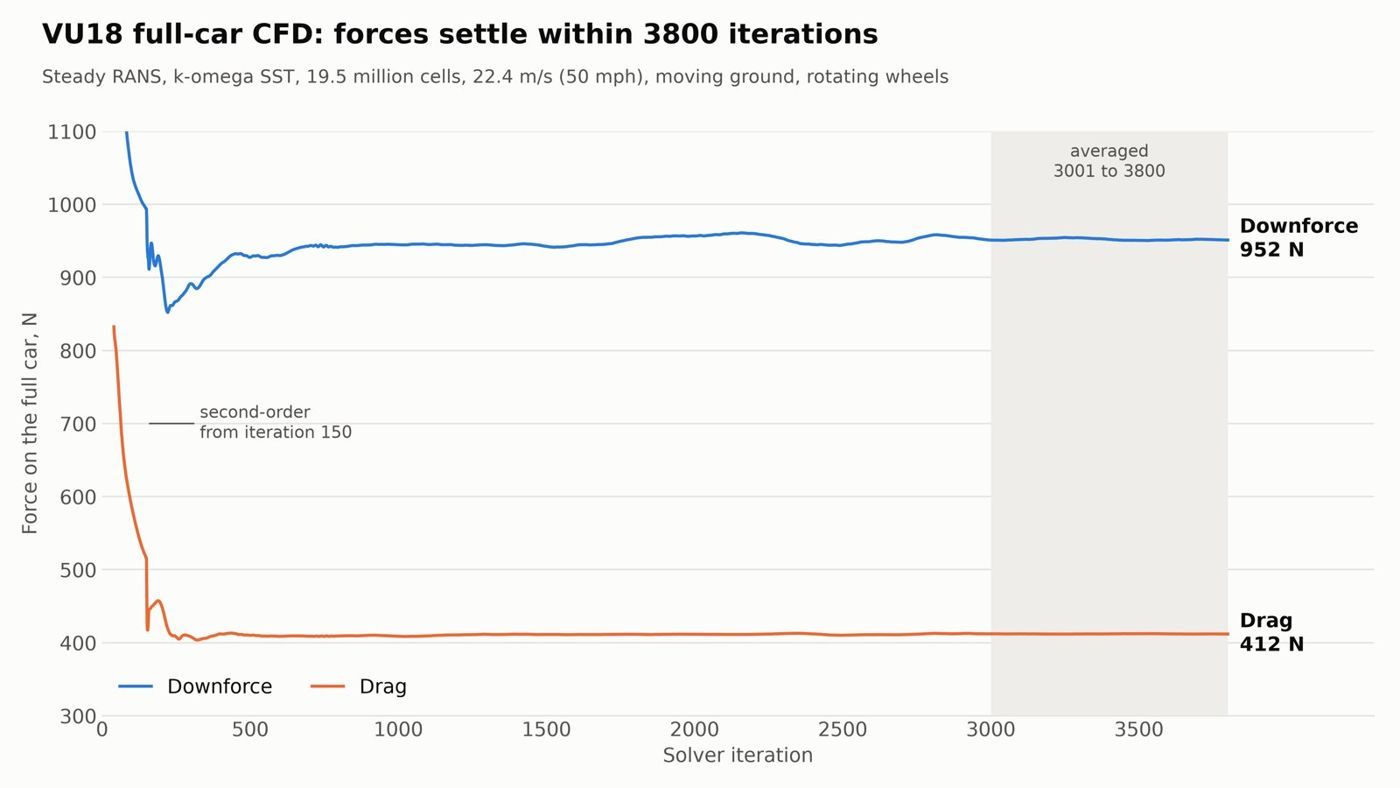 VU18 full-car CFD: forces settle within 3800 iterations
Steady RANS, k-omega SST, 19.5 million cells, 22.4 m/s (50 mph), moving ground, rotating wheels
1100
1000
900
800
700
600
500
400
300
Force on the full car, N
averaged
3001 to 3800
Downforce
952 N
second-order
from iteration 150
Drag
412 N
Downforce
Drag
0
500
1000
1500
2000
2500
3000
3500
Solver iteration